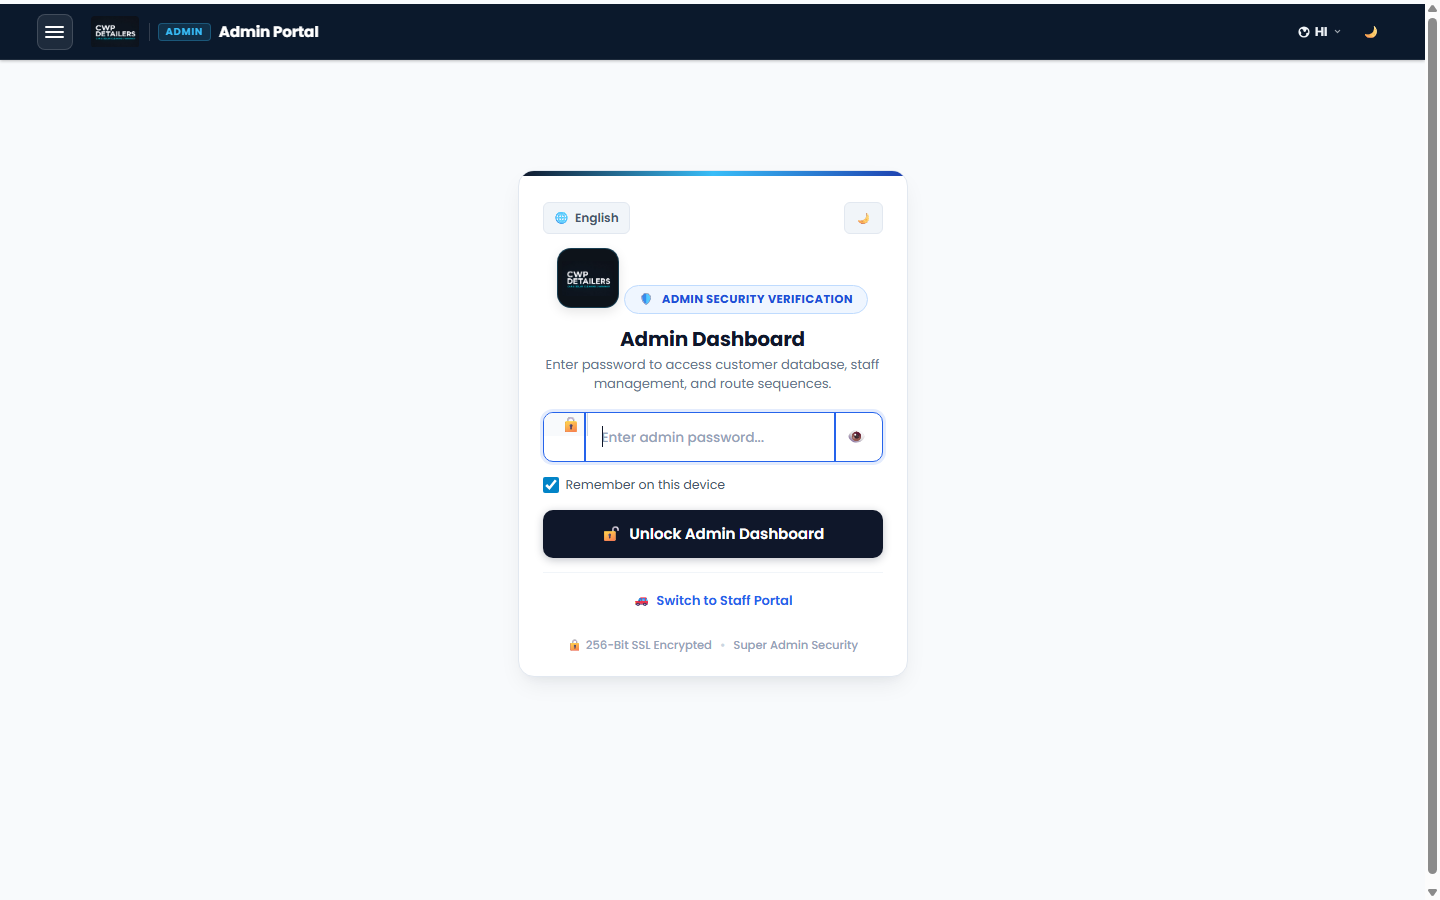 CWP
DETAILERS
ADMIN
Admin Portal
HI
English
CWP
DETAILERS
ADMIN SECURITY VERIFICATION
Admin Dashboard
Enter password to access customer database, staff
management, and route sequences.
Enter admin password...
Remember on this device
Unlock Admin Dashboard
Switch to Staff Portal
256-Bit SSL Encrypted • Super Admin Security